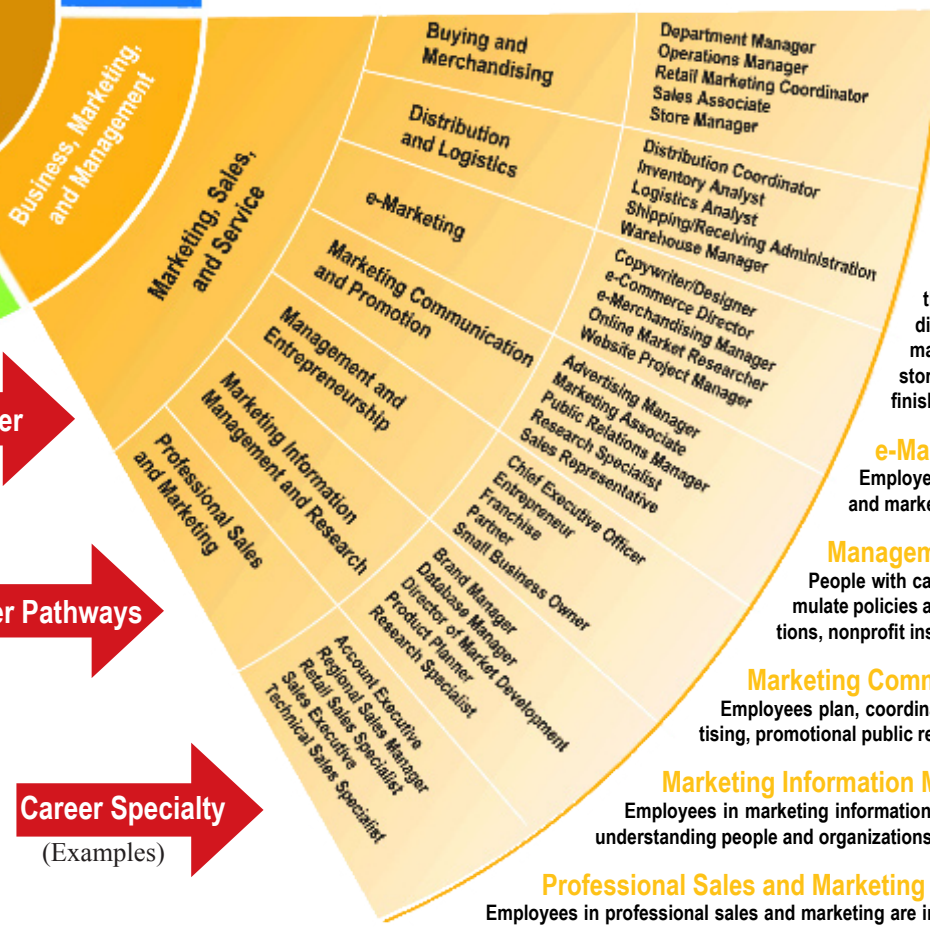 Business, Marketing,
and Management
Marketing, Sales,
and Service
Buying and
Merchandising
Department Manager
Operations Manager
Retail Marketing Coordinator
Sales Associate
Store Manager
Distribution
and Logistics
Distribution Coordinator
Inventory Analyst
Logistics Analyst
Shipping/Receiving Administration
Warehouse Manager
e-Marketing
Copywriter/Designer
e-Commerce Director
e-Merchandising Manager
Online Market Researcher
Website Project Manager
Marketing Communication
and Promotion
Advertising Manager
Marketing Associate
Public Relations Manager
Research Specialist
Sales Representative
Management and
Entrepreneurship
Chief Executive Officer
Entrepreneur
Franchise
Partner
Small Business Owner
Marketing Information
Management and Research
Brand Manager
Database Manager
Director of Market Development
Product Planner
Research Specialist
Professional Sales
and Marketing
Account Executive
Regional Sales Manager
Retail Sales Specialist
Sales Executive
Technical Sales Specialist
er
er Pathways
Career Specialty
(Examples)
t
di
ma
stor
finish
e-Ma
Employe
and marke
Managem
People with ca
mulate policies a
tions, nonprofit ins
Marketing Comm
Employees plan, coordina
tising, promotional public re
Marketing Information M
Employees in marketing information
understanding people and organizations
Professional Sales and Marketing
Employees in professional sales and marketing are in